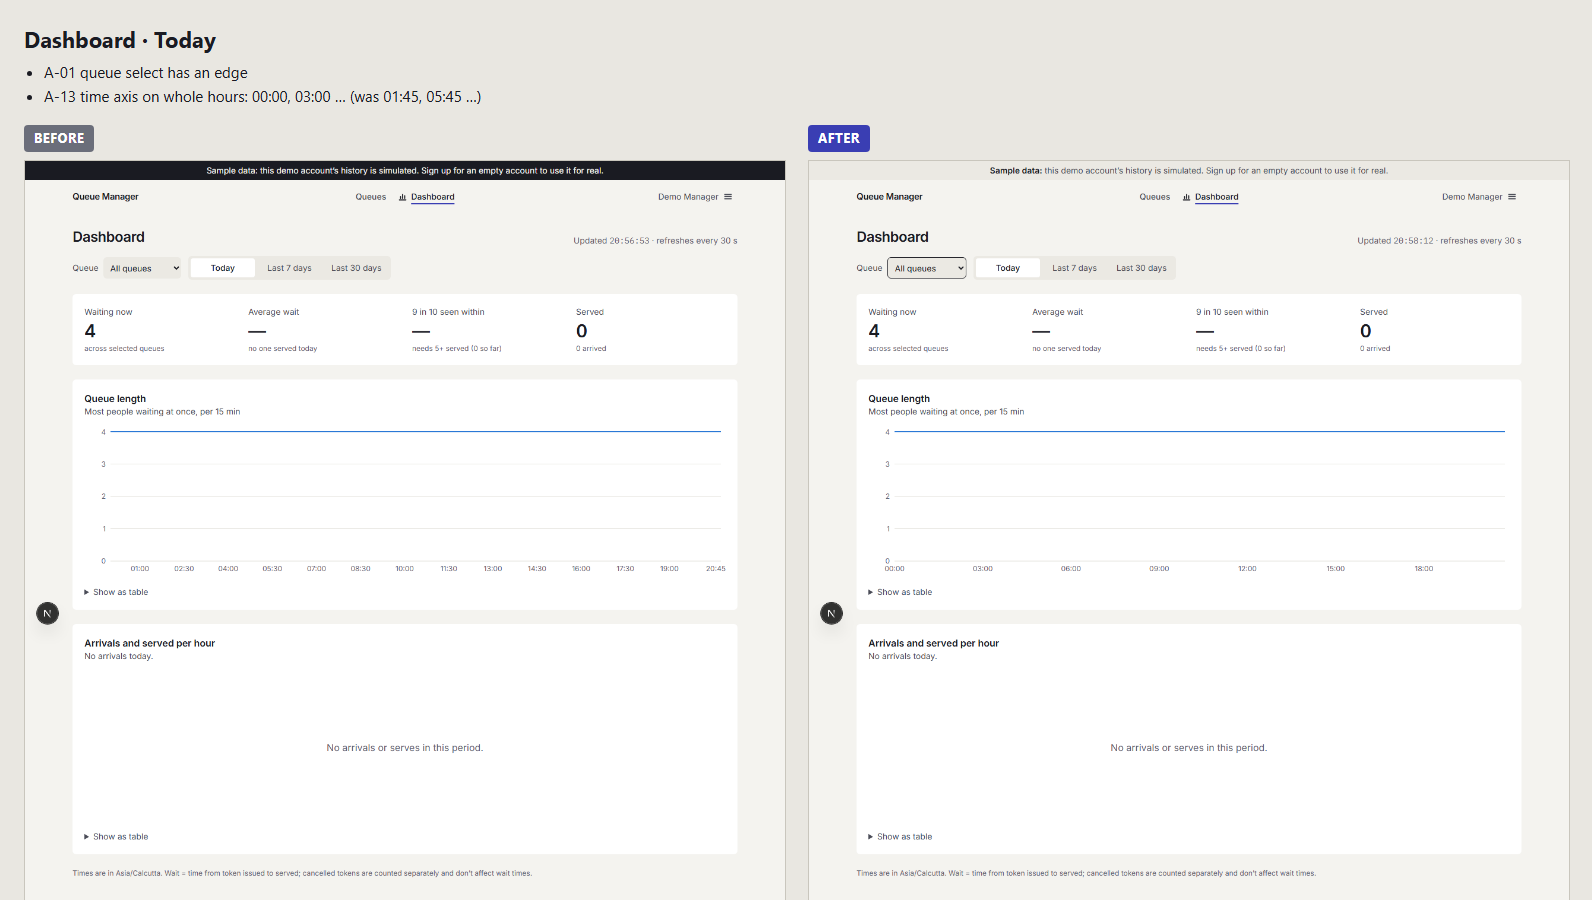 Dashboard · Today
• A-01 queue select has an edge
• A-13 time axis on whole hours: 00:00, 03:00 ... (was 01:45, 05:45 ...)
BEFORE
Sample data: this demo account's history is simulated. Sign up for an empty account to use it for real.
Queue Manager Queues Dashboard Demo Manager
Dashboard
Updated 20:56:53 · refreshes every 30 s
Queue All queues Today Last 7 days Last 30 days
Waiting now Average wait 9 in 10 seen within Served
4 — — 0
across selected queues no one served today needs 5+ served (0 so far) 0 arrived
Queue length
Most people waiting at once, per 15 min
4
3
2
1
0
01:00 02:30 04:00 05:30 07:00 08:30 10:00 11:30 13:00 14:30 16:00 17:30 19:00 20:45
Show as table
N
Arrivals and served per hour
No arrivals today.
No arrivals or serves in this period.
Show as table
Times are in Asia/Calcutta. Wait = time from token issued to served; cancelled tokens are counted separately and don't affect wait times.
AFTER
Sample data: this demo account's history is simulated. Sign up for an empty account to use it for real.
Queue Manager Queues Dashboard Demo Manager
Dashboard
Updated 20:58:12 · refreshes every 30 s
Queue All queues Today Last 7 days Last 30 days
Waiting now Average wait 9 in 10 seen within Served
4 — — 0
across selected queues no one served today needs 5+ served (0 so far) 0 arrived
Queue length
Most people waiting at once, per 15 min
4
3
2
1
0
00:00 03:00 06:00 09:00 12:00 15:00 18:00
Show as table
N
Arrivals and served per hour
No arrivals today.
No arrivals or serves in this period.
Show as table
Times are in Asia/Calcutta. Wait = time from token issued to served; cancelled tokens are counted separately and don't affect wait times.